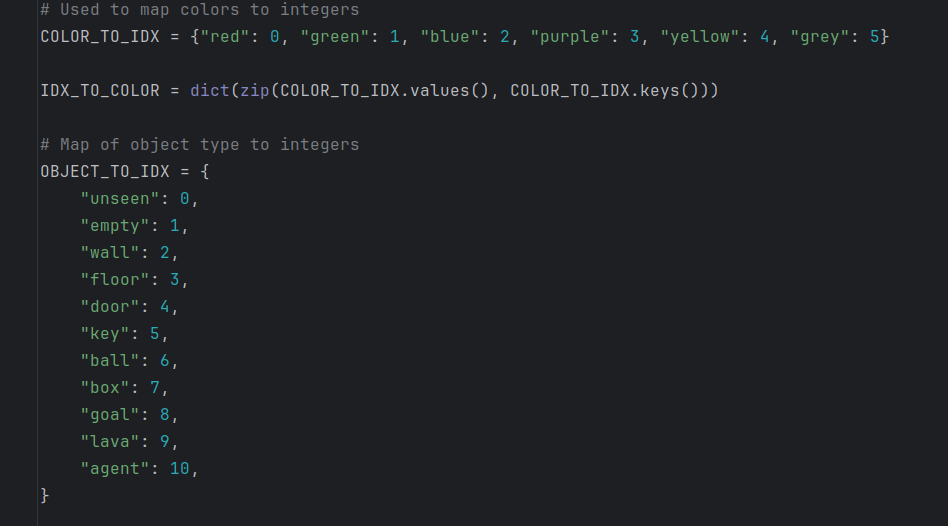 # Used to map colors to integers
COLOR_TO_IDX = {"red": 0, "green": 1, "blue": 2, "purple": 3, "yellow": 4, "grey": 5}
IDX_TO_COLOR = dict(zip(COLOR_TO_IDX.values(), COLOR_TO_IDX.keys()))
# Map of object type to integers
OBJECT_TO_IDX = {
    "unseen": 0,
    "empty": 1,
    "wall": 2,
    "floor": 3,
    "door": 4,
    "key": 5,
    "ball": 6,
    "box": 7,
    "goal": 8,
    "lava": 9,
    "agent": 10,
}